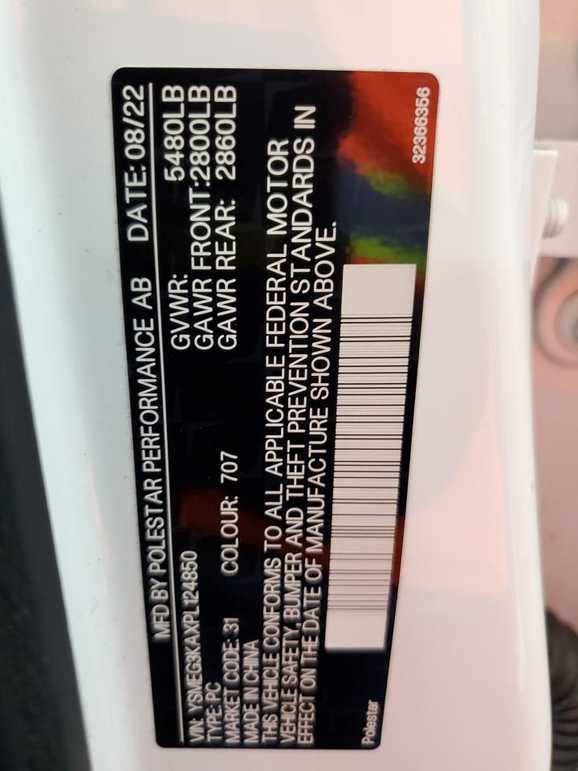 MFD BY POLESTAR PERFORMANCE AB DATE: 08/22
GVWR: 5480LB
GAWR FRONT:2800LB
GAWR REAR: 2860LB
VIN: YSMEG3KAXPL124850
TYPE: PC
MARKET CODE: 31 COLOUR: 707
MADE IN CHINA
THIS VEHICLE CONFORMS TO ALL APPLICABLE FEDERAL MOTOR
VEHICLE SAFETY, BUMPER AND THEFT PREVENTION STANDARDS IN
EFFECT ON THE DATE OF MANUFACTURE SHOWN ABOVE.
Polestar
32366356